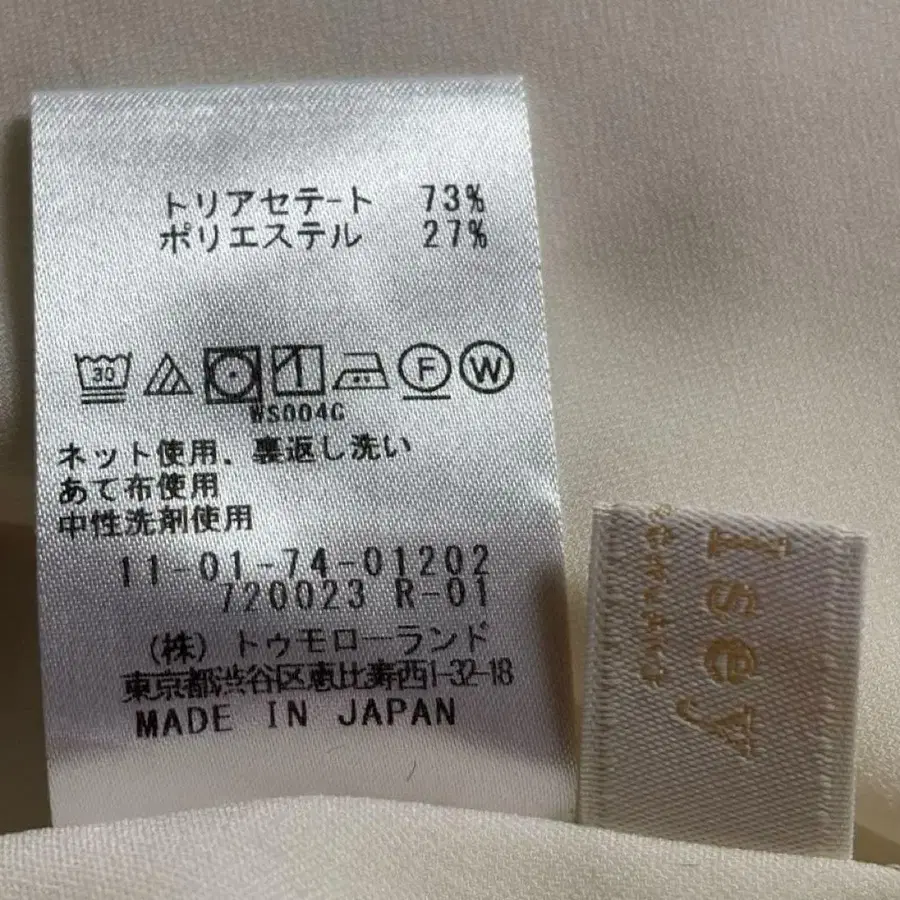 トリアセテート 73%
ポリエステル 27%
30
F
W
WS004C
ネット使用、裏返し洗い
あて布使用
中性洗剤使用
11-01-74-01202
720023 R-01
(株) トゥモローランド
東京都渋谷区恵比寿西1-32-18
MADE IN JAPAN